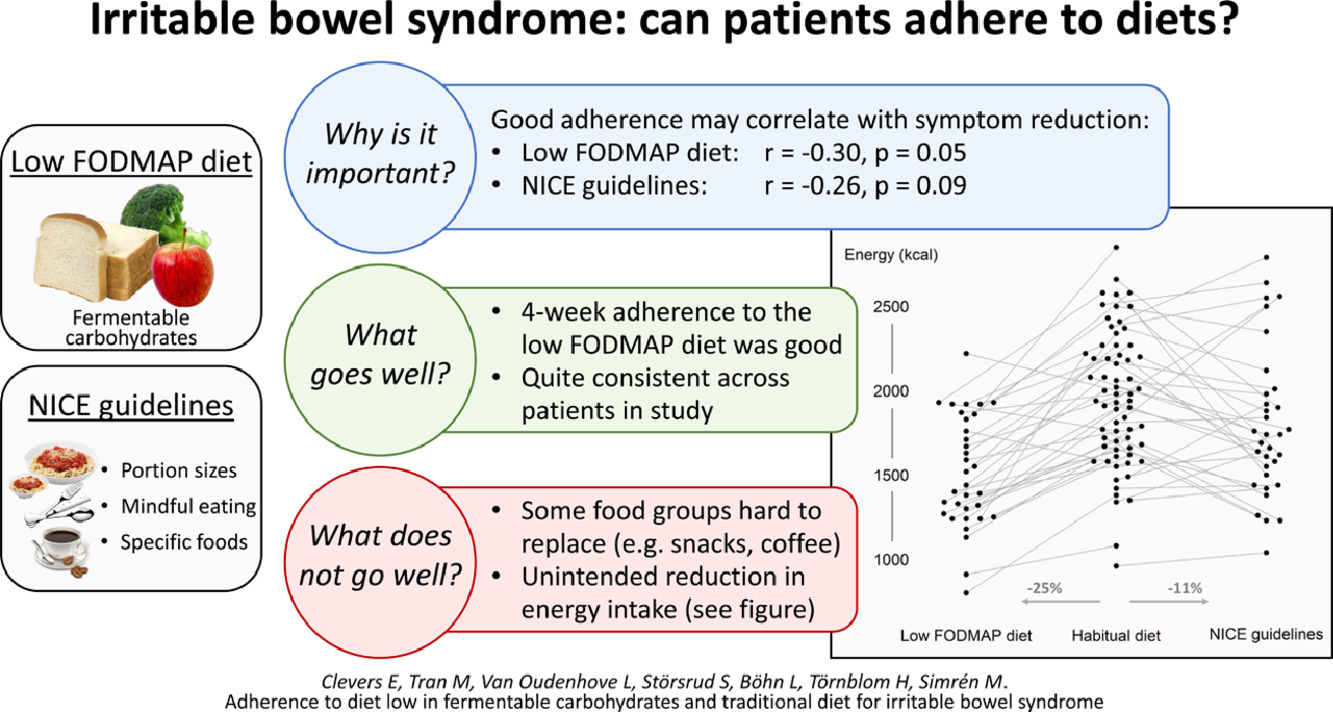 Irritable bowel syndrome: can patients adhere to diets?
Low FODMAP diet
Fermentable
carbohydrates
NICE guidelines
• Portion sizes
• Mindful eating
• Specific foods
Why is it
important?
Good adherence may correlate with symptom reduction:
• Low FODMAP diet: r = -0.30, p = 0.05
• NICE guidelines: r = -0.26, p = 0.09
What
goes well?
• 4-week adherence to the
low FODMAP diet was good
• Quite consistent across
patients in study
What does
not go well?
• Some food groups hard to
replace (e.g. snacks, coffee)
• Unintended reduction in
energy intake (see figure)
Energy (kcal)
2500
2000
1500
1000
-25%
-11%
Low FODMAP diet
Habitual diet
NICE guidelines
Clevers E, Tran M, Van Oudenhove L, Störsrud S, Böhn L, Törnblom H, Simrén M.
Adherence to diet low in fermentable carbohydrates and traditional diet for irritable bowel syndrome